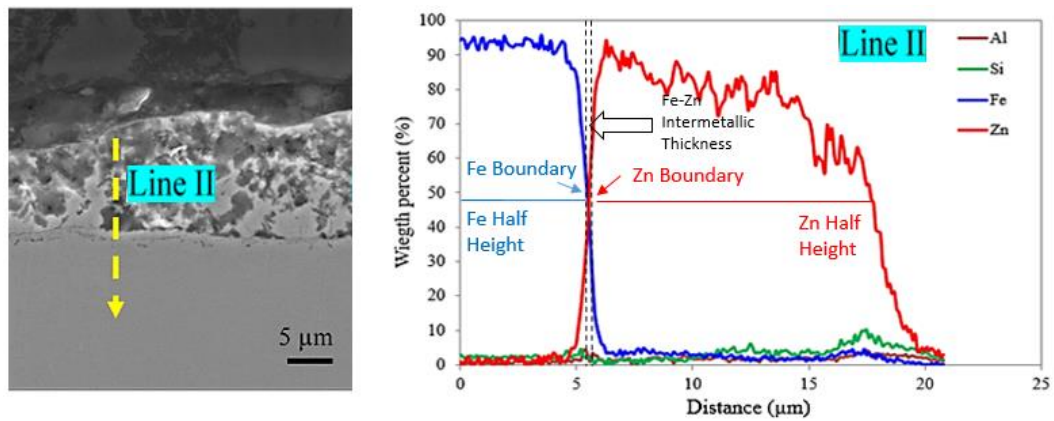 Line II
5 µm
Line II
Al
Si
Fe
Zn
Fe-Zn
Intermetallic
Thickness
Fe Boundary
Zn Boundary
Fe Half
Height
Zn Half
Height
Wiegth percent (%)
100
90
80
70
60
50
40
30
20
10
0
0
5
10
15
20
25
Distance (µm)